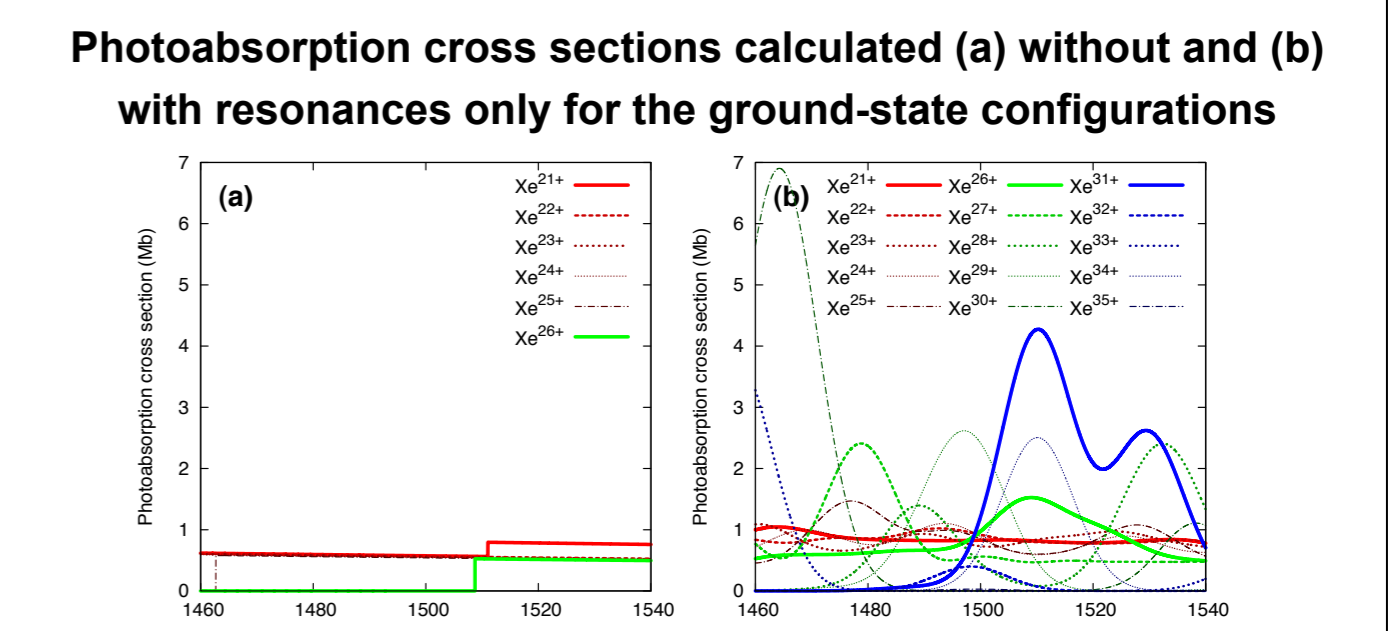 Photoabsorption cross sections calculated (a) without and (b)
with resonances only for the ground-state configurations
Photoabsorption cross section (Mb)
7
6
5
4
3
2
1
0
(a)
Xe21+
Xe22+
Xe23+
Xe24+
Xe25+
Xe26+
1460 1480 1500 1520 1540
Photoabsorption cross section (Mb)
7
6
5
4
3
2
1
0
(b)
Xe21+ Xe26+ Xe31+
Xe22+ Xe27+ Xe32+
Xe23+ Xe28+ Xe33+
Xe24+ Xe29+ Xe34+
Xe25+ Xe30+ Xe35+
1460 1480 1500 1520 1540